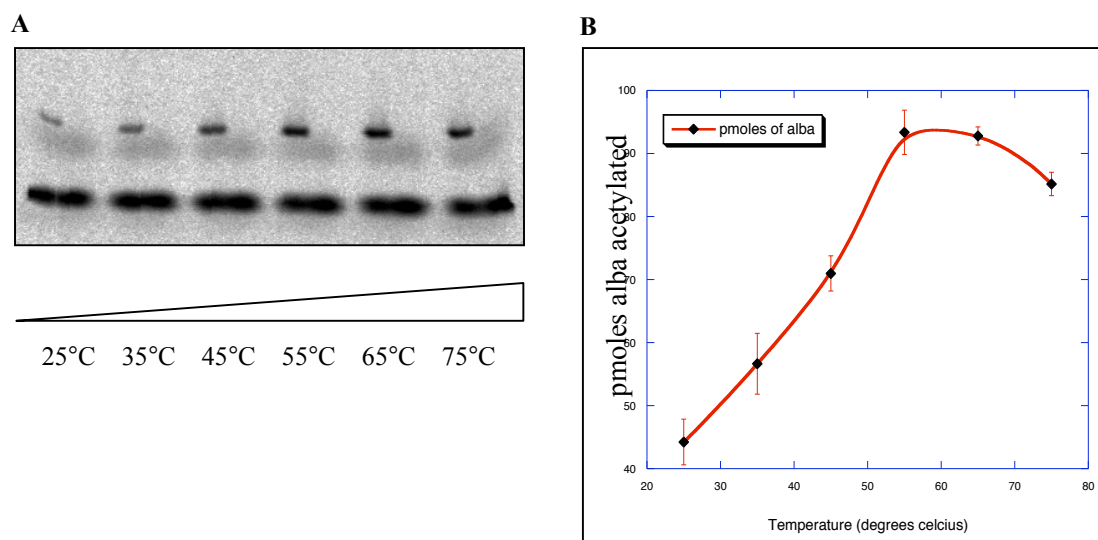 A
25°C 35°C 45°C 55°C 65°C 75°C
B
pmoles of alba
pmoles alba acetylated
100
90
80
70
60
50
40
20 30 40 50 60 70 80
Temperature (degrees celcius)